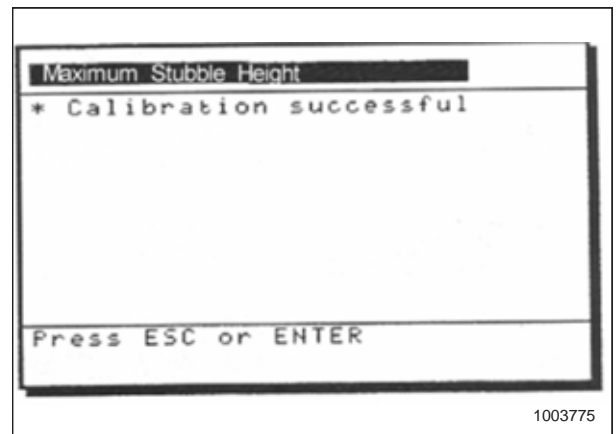 Maximum Stubble Height
* Calibration successful
Press ESC or ENTER
1003775